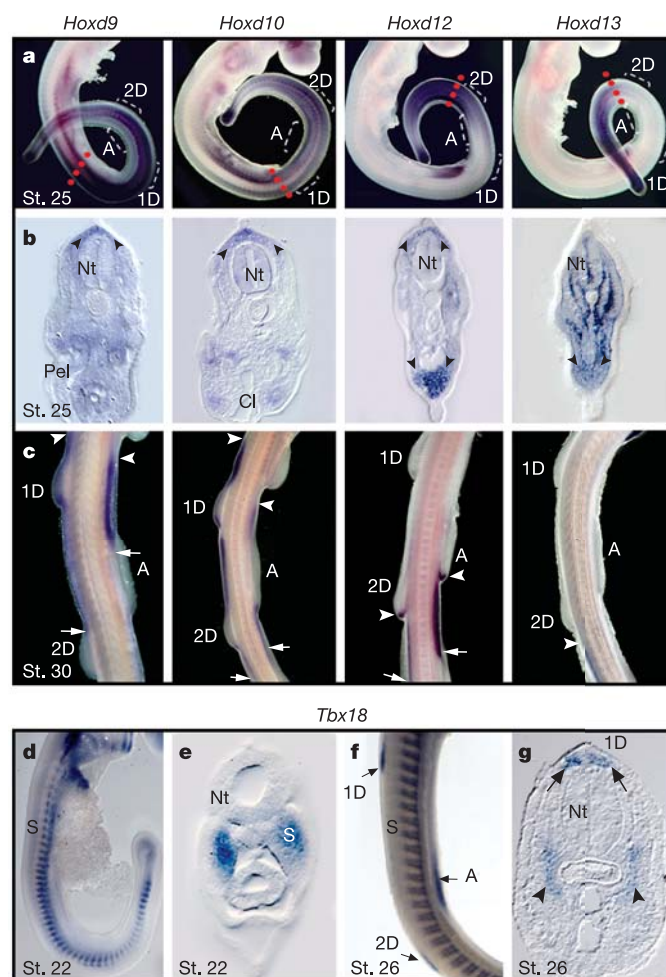 Hoxd9 Hoxd10 Hoxd12 Hoxd13
a 2D A 1D St. 25
2D A 1D
2D A 1D
2D A 1D
b Nt Pel St. 25
Nt Cl
Nt
Nt
c 1D A 2D St. 30
1D A 2D
1D A 2D
1D A 2D
Tbx18
d S St. 22
e Nt S St. 22
f 1D S A 2D St. 26
g 1D Nt St. 26